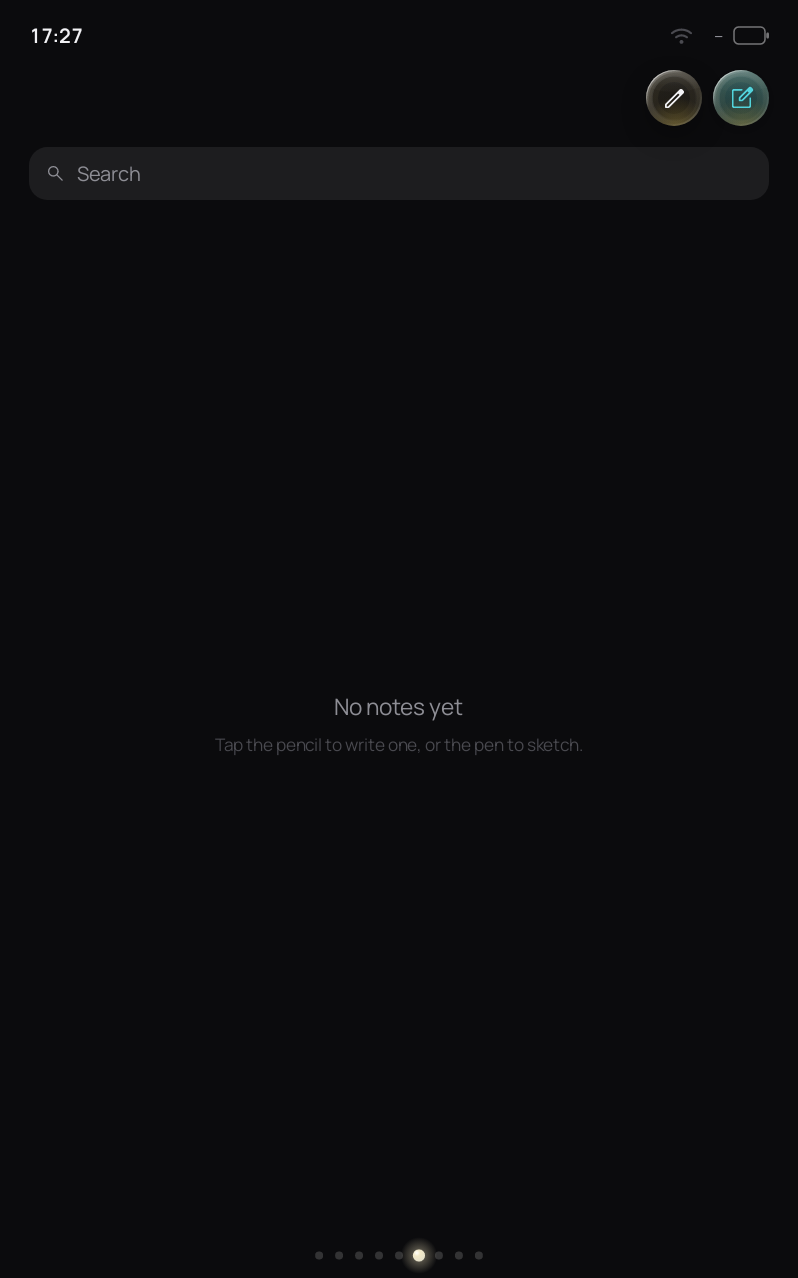 17:27
–
Search
No notes yet
Tap the pencil to write one, or the pen to sketch.